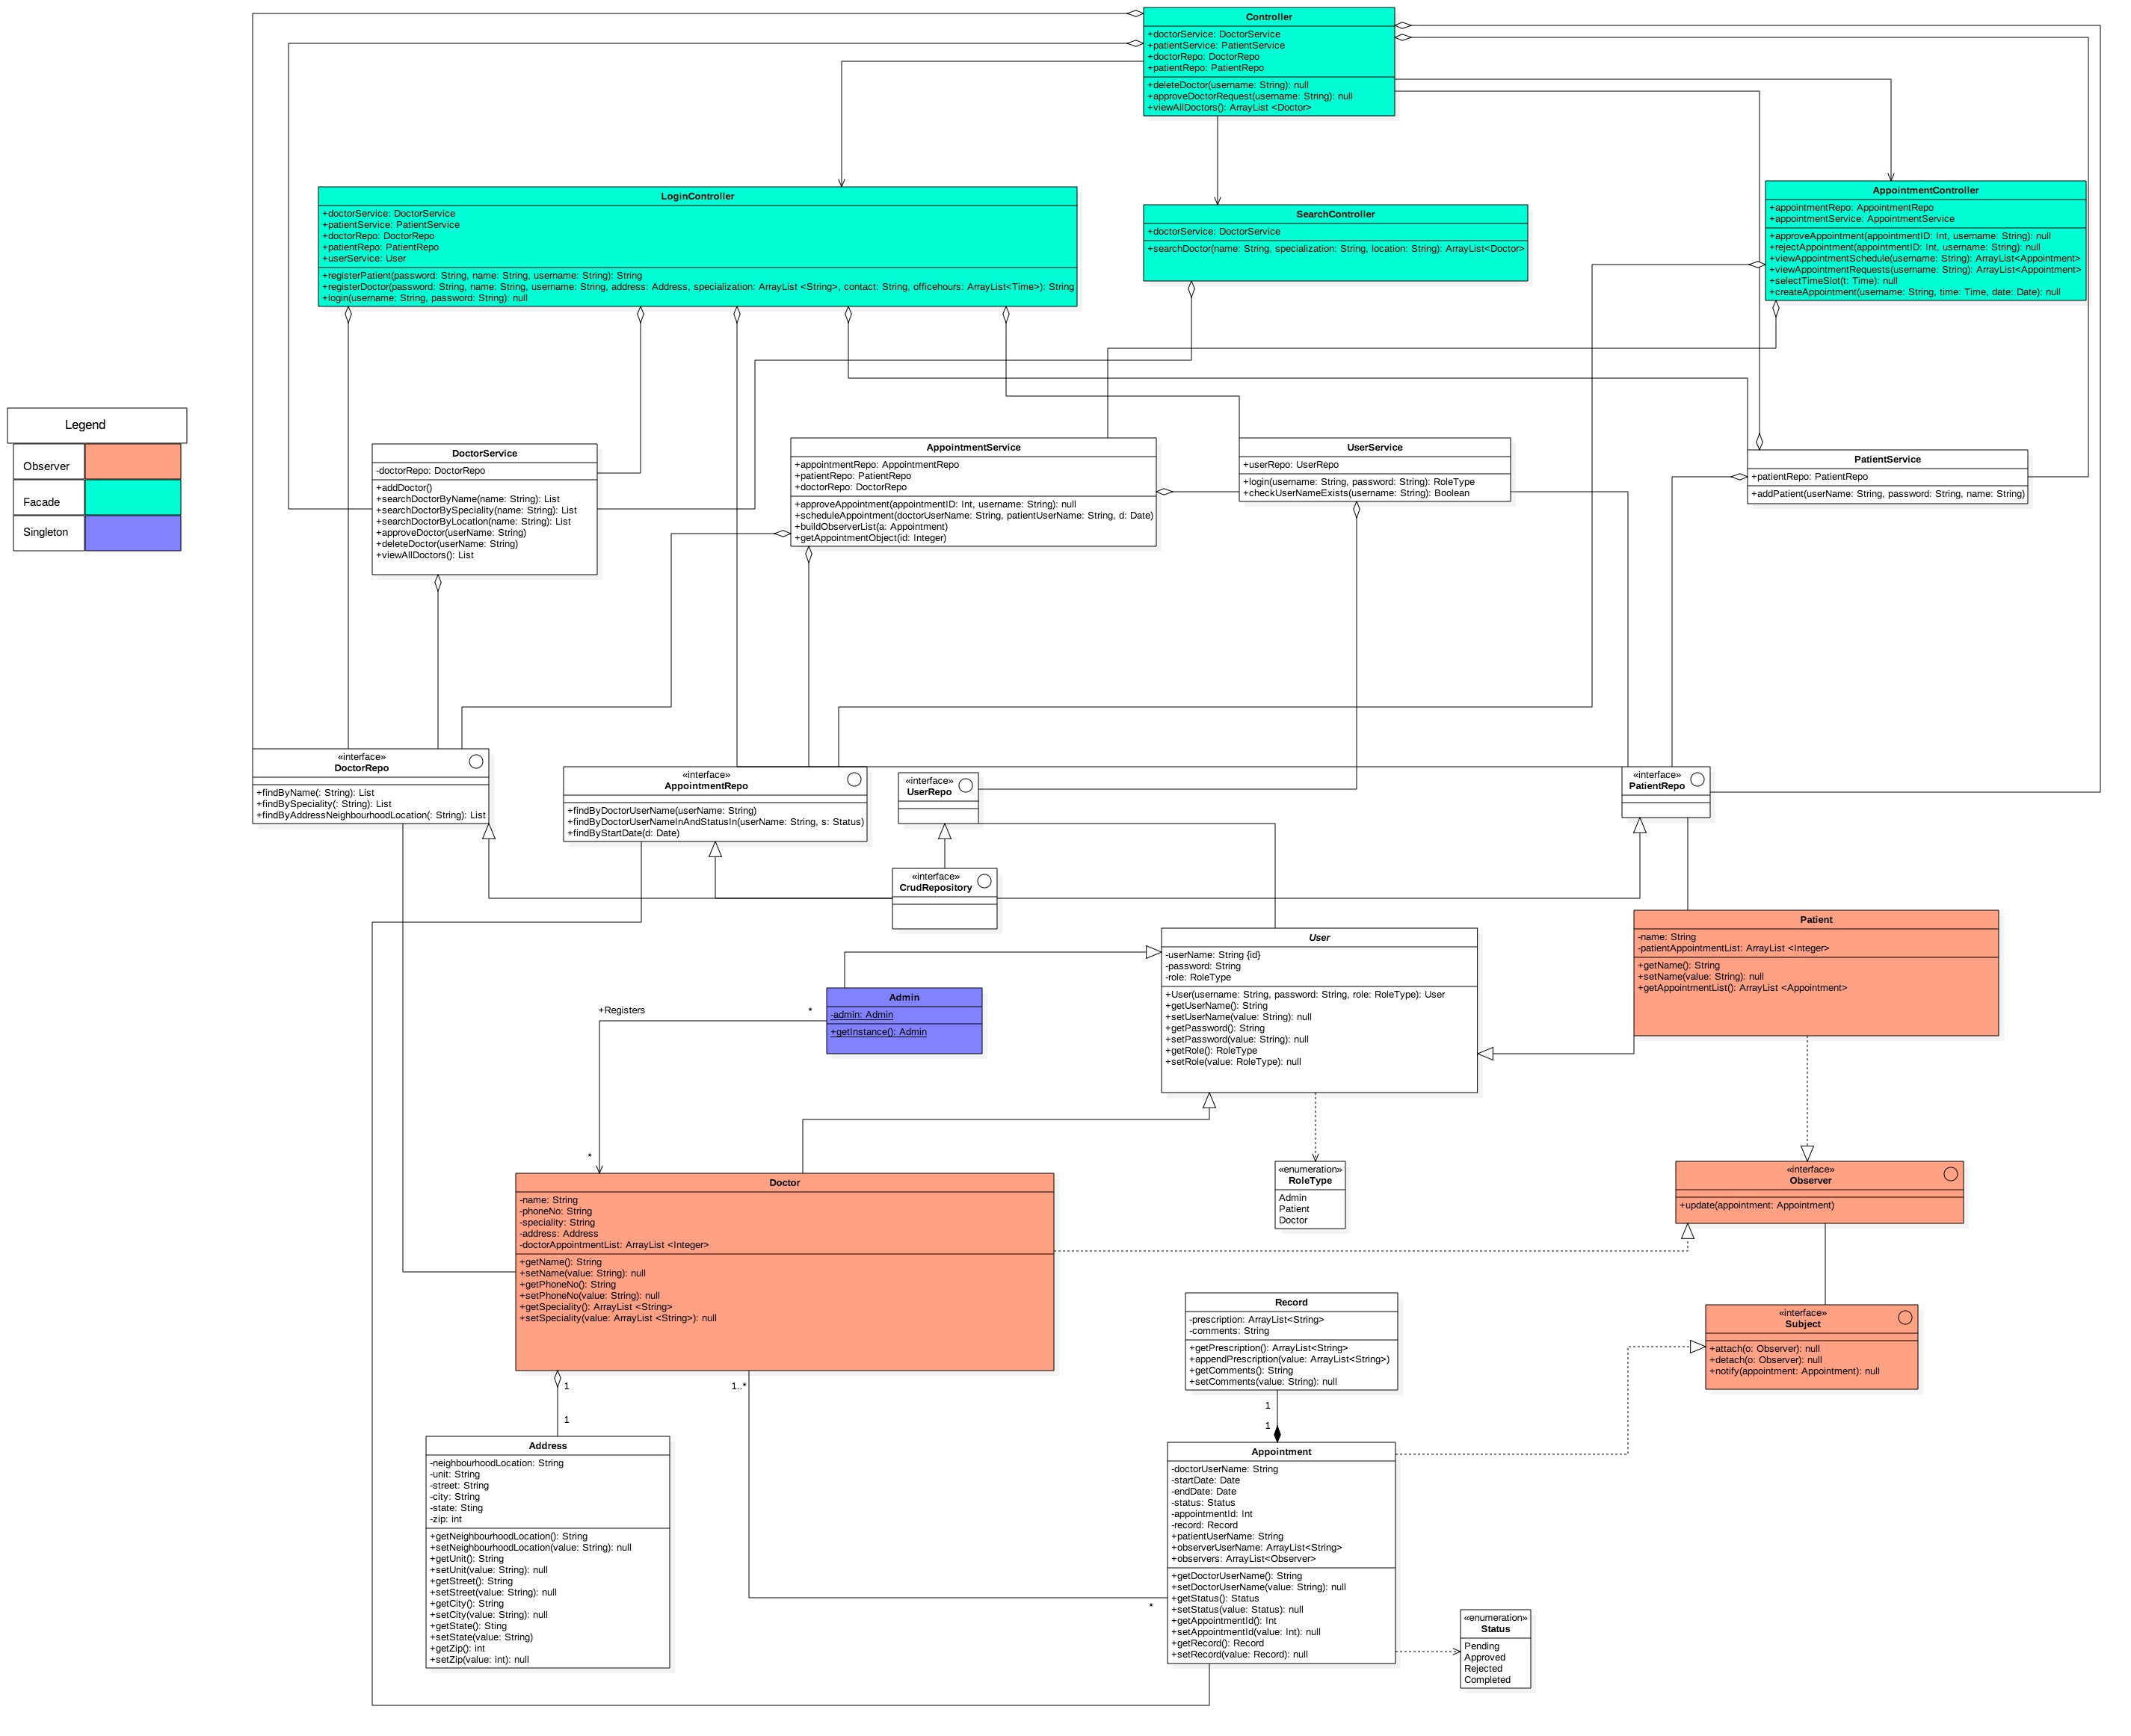 Controller
+doctorService: DoctorService
+patientService: PatientService
+doctorRepo: DoctorRepo
+patientRepo: PatientRepo
+deleteDoctor(username: String): null
+approveDoctorRequest(username: String): null
+viewAllDoctors(): ArrayList <Doctor>
LoginController
+doctorService: DoctorService
+patientService: PatientService
+doctorRepo: DoctorRepo
+patientRepo: PatientRepo
+userService: User
+registerPatient(password: String, name: String, username: String): String
+registerDoctor(password: String, name: String, username: String, address: Address, specialization: ArrayList <String>, contact: String, officehours: ArrayList<Time>): String
+login(username: String, password: String): null
SearchController
+doctorService: DoctorService
+searchDoctor(name: String, specialization: String, location: String): ArrayList<Doctor>
AppointmentController
+appointmentRepo: AppointmentRepo
+appointmentService: AppointmentService
+approveAppointment(appointmentID: Int, username: String): null
+rejectAppointment(appointmentID: Int, username: String): null
+viewAppointmentSchedule(username: String): ArrayList<Appointment>
+viewAppointmentRequests(username: String): ArrayList<Appointment>
+selectTimeSlot(t: Time): null
+createAppointment(username: String, time: Time, date: Date): null
Legend
Observer
Facade
Singleton
DoctorService
-doctorRepo: DoctorRepo
+addDoctor()
+searchDoctorByName(name: String): List
+searchDoctorBySpeciality(name: String): List
+searchDoctorByLocation(name: String): List
+approveDoctor(userName: String)
+deleteDoctor(userName: String)
+viewAllDoctors(): List
AppointmentService
+appointmentRepo: AppointmentRepo
+patientRepo: PatientRepo
+doctorRepo: DoctorRepo
+approveAppointment(appointmentID: Int, username: String): null
+scheduleAppointment(doctorUserName: String, patientUserName: String, d: Date)
+buildObserverList(a: Appointment)
+getAppointmentObject(id: Integer)
UserService
+userRepo: UserRepo
+login(username: String, password: String): RoleType
+checkUserNameExists(username: String): Boolean
PatientService
+patientRepo: PatientRepo
+addPatient(userName: String, password: String, name: String)
«interface»
DoctorRepo
+findByName(: String): List
+findBySpeciality(: String): List
+findByAddressNeighbourhoodLocation(: String): List
«interface»
AppointmentRepo
+findByDoctorUserName(userName: String)
+findByDoctorUserNameInAndStatusIn(userName: String, s: Status)
+findByStartDate(d: Date)
«interface»
UserRepo
«interface»
PatientRepo
«interface»
CrudRepository
User
-userName: String {id}
-password: String
-role: RoleType
+User(username: String, password: String, role: RoleType): User
+getUserName(): String
+setUserName(value: String): null
+getPassword(): String
+setPassword(value: String): null
+getRole(): RoleType
+setRole(value: RoleType): null
Patient
-name: String
-patientAppointmentList: ArrayList <Integer>
+getName(): String
+setName(value: String): null
+getAppointmentList(): ArrayList <Appointment>
Admin
-admin: Admin
+getInstance(): Admin
+Registers
*
*
Doctor
-name: String
-phoneNo: String
-speciality: String
-address: Address
-doctorAppointmentList: ArrayList <Integer>
+getName(): String
+setName(value: String): null
+getPhoneNo(): String
+setPhoneNo(value: String): null
+getSpeciality(): ArrayList <String>
+setSpeciality(value: ArrayList <String>): null
«enumeration»
RoleType
Admin
Patient
Doctor
«interface»
Observer
+update(appointment: Appointment)
«interface»
Subject
+attach(o: Observer): null
+detach(o: Observer): null
+notify(appointment: Appointment): null
Record
-prescription: ArrayList<String>
-comments: String
+getPrescription(): ArrayList<String>
+appendPrescription(value: ArrayList<String>)
+getComments(): String
+setComments(value: String): null
1
1
1..*
1
1
Address
-neighbourhoodLocation: String
-unit: String
-street: String
-city: String
-state: Sting
-zip: int
+getNeighbourhoodLocation(): String
+setNeighbourhoodLocation(value: String): null
+getUnit(): String
+setUnit(value: String): null
+getStreet(): String
+setStreet(value: String): null
+getCity(): String
+setCity(value: String): null
+getState(): Sting
+setState(value: String)
+getZip(): int
+setZip(value: int): null
Appointment
-doctorUserName: String
-startDate: Date
-endDate: Date
-status: Status
-appointmentId: Int
-record: Record
+patientUserName: String
+observerUserName: ArrayList<String>
+observers: ArrayList<Observer>
+getDoctorUserName(): String
+setDoctorUserName(value: String): null
+getStatus(): Status
+setStatus(value: Status): null
+getAppointmentId(): Int
+setAppointmentId(value: Int): null
+getRecord(): Record
+setRecord(value: Record): null
*
«enumeration»
Status
Pending
Approved
Rejected
Completed